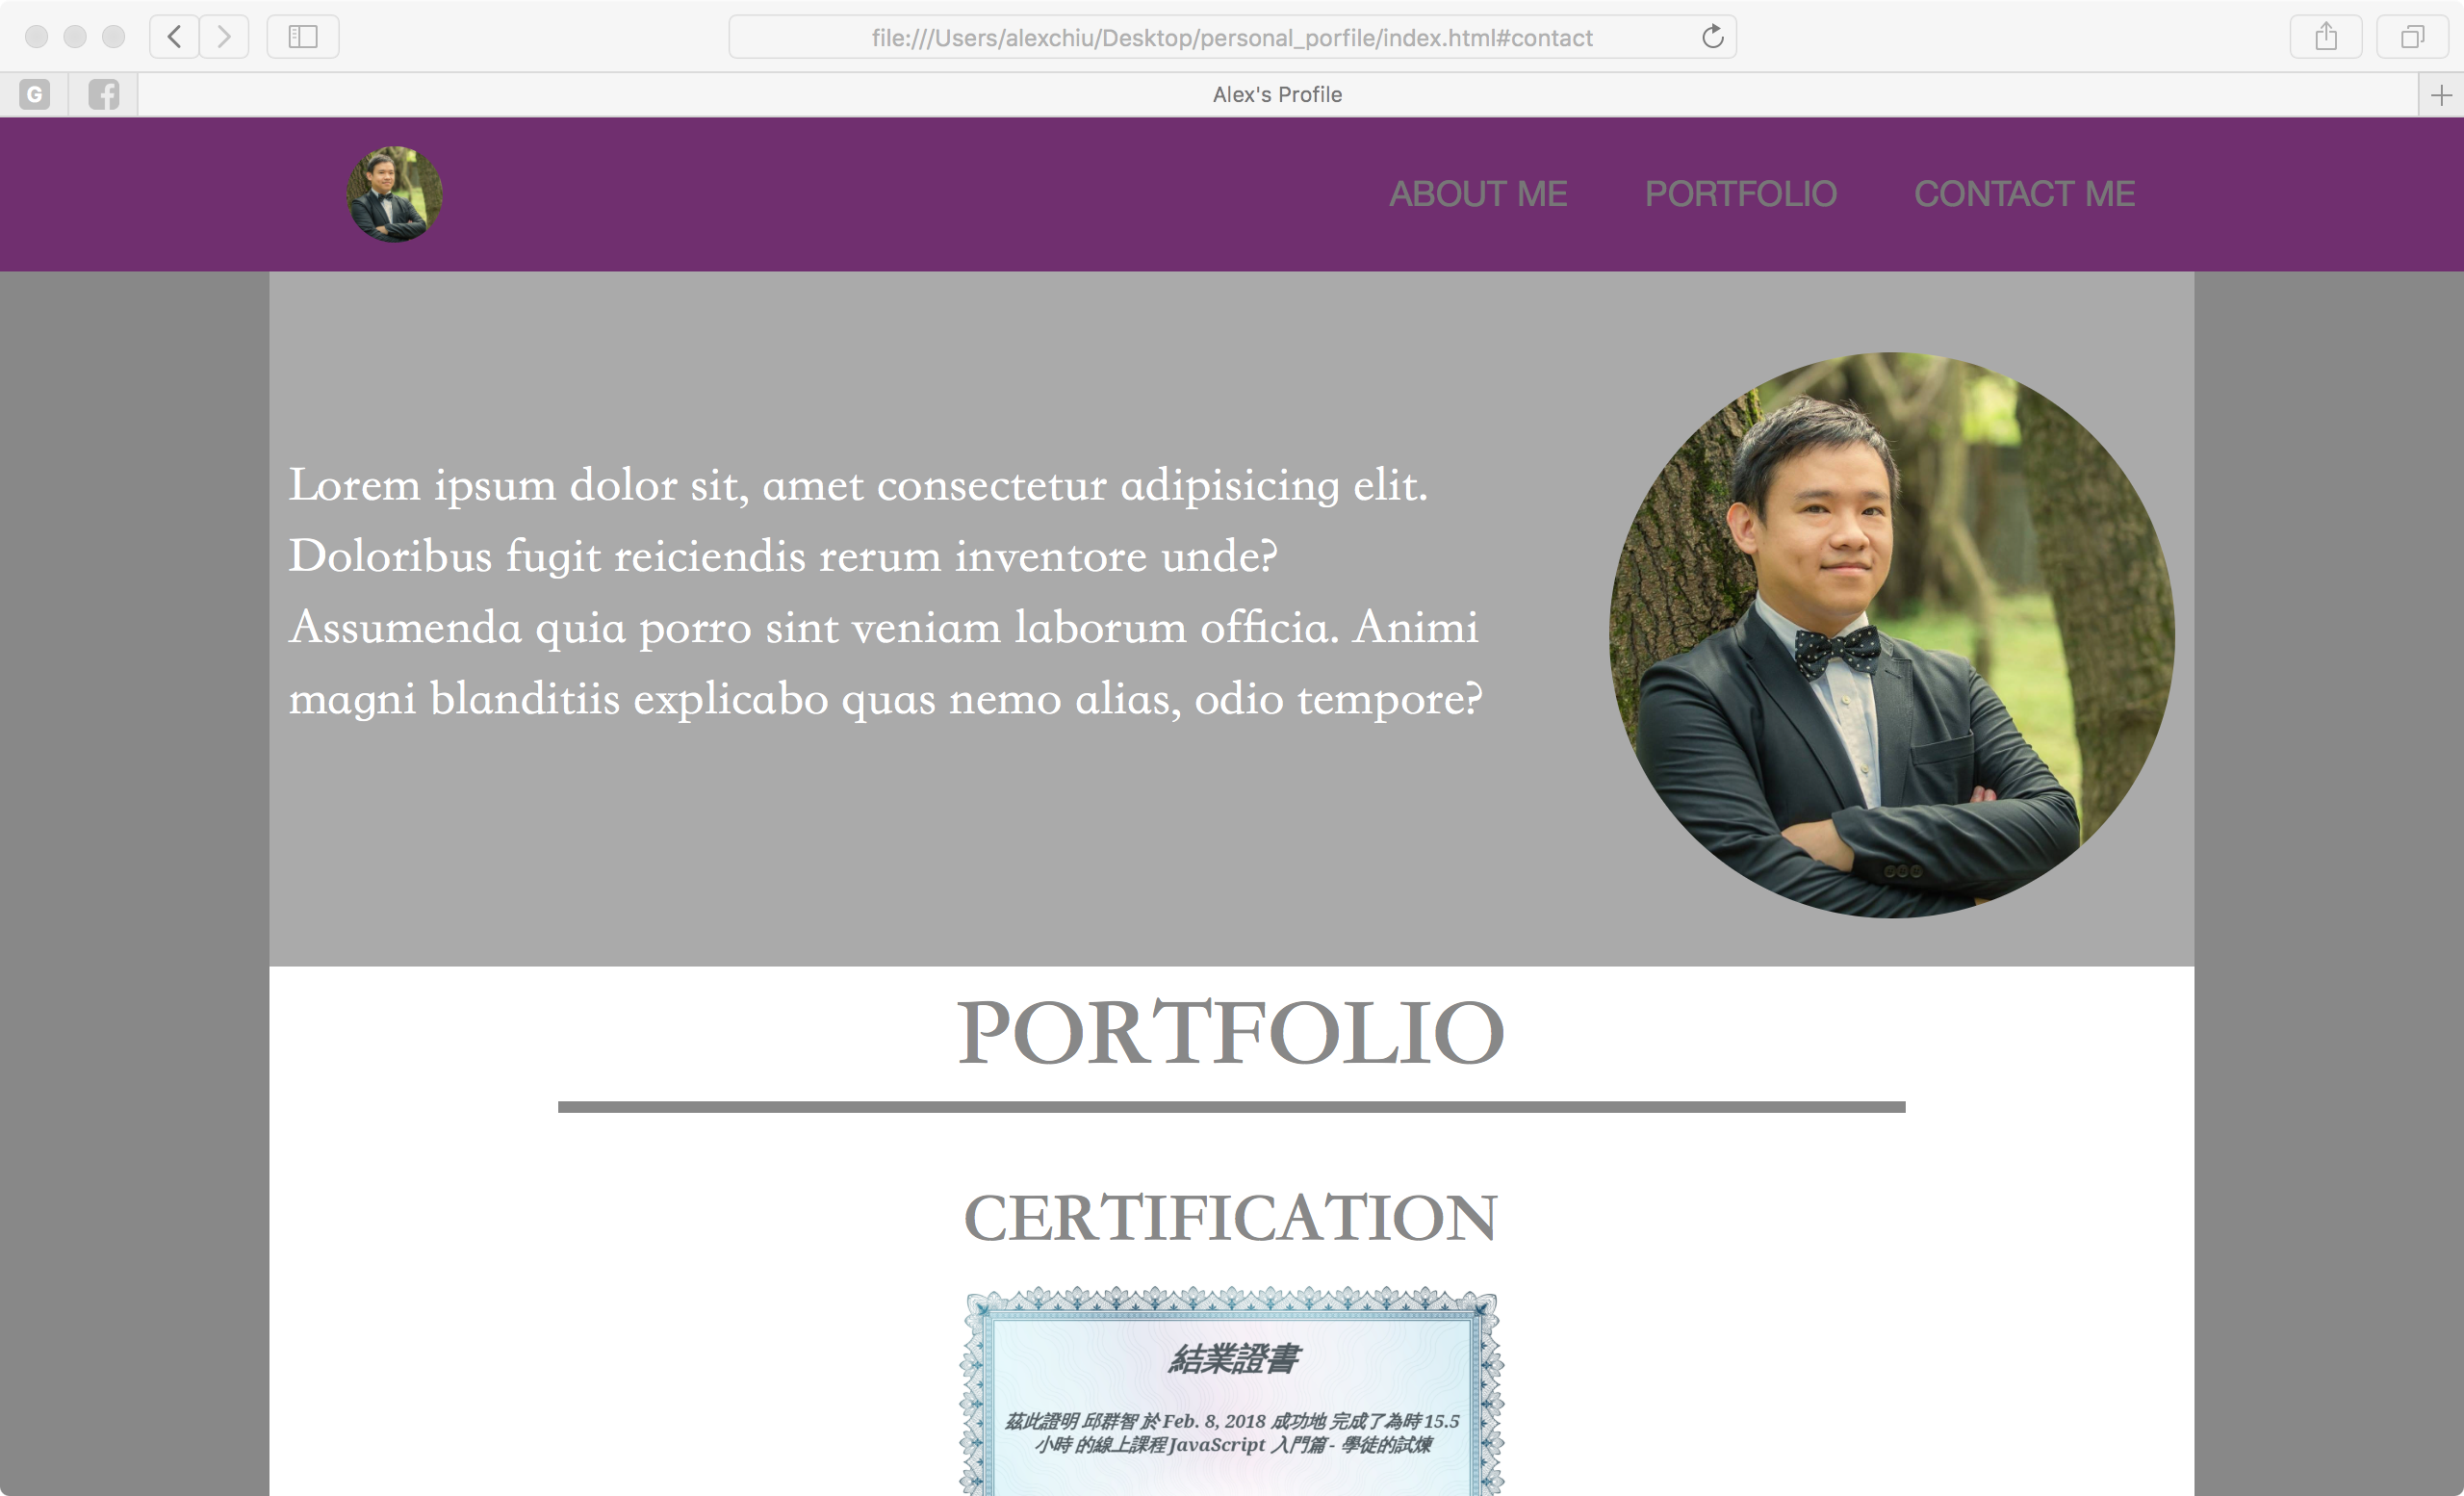 file:///Users/alexchiu/Desktop/personal_porfile/index.html#contact
G
Alex's Profile
ABOUT ME PORTFOLIO CONTACT ME
Lorem ipsum dolor sit, amet consectetur adipisicing elit.
Doloribus fugit reiciendis rerum inventore unde?
Assumenda quia porro sint veniam laborum officia. Animi
magni blanditiis explicabo quas nemo alias, odio tempore?
PORTFOLIO
CERTIFICATION
結業證書
茲此證明 邱群智 於 Feb. 8, 2018 成功地 完成了為時 15.5
小時 的線上課程 JavaScript 入門篇 - 學徒的試煉